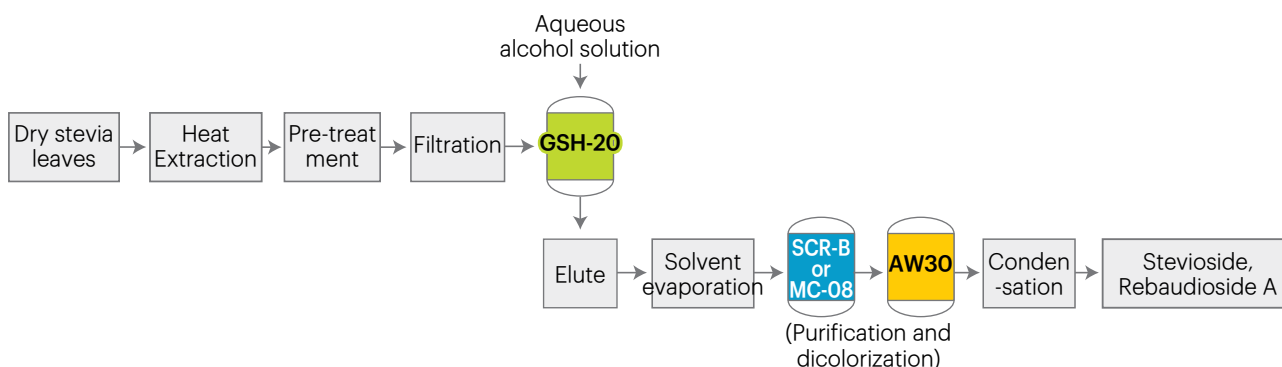 Aqueous
alcohol solution
Dry stevia
leaves
Heat
Extraction
Pre-treat
ment
Filtration
GSH-20
Elute
Solvent
evaporation
SCR-B
or
MC-08
AW30
Conden
-sation
Stevioside,
Rebaudioside A
(Purification and
dicolorization)